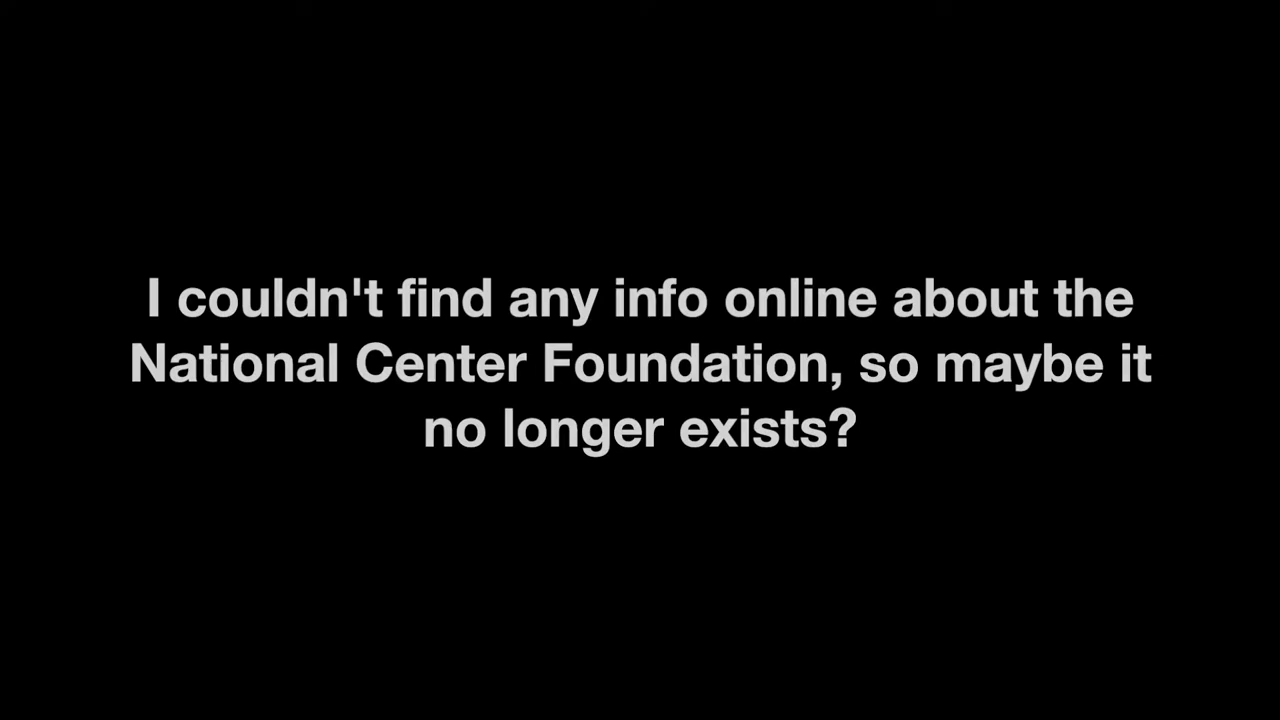 I couldn't find any info online about the
National Center Foundation, so maybe it
no longer exists?